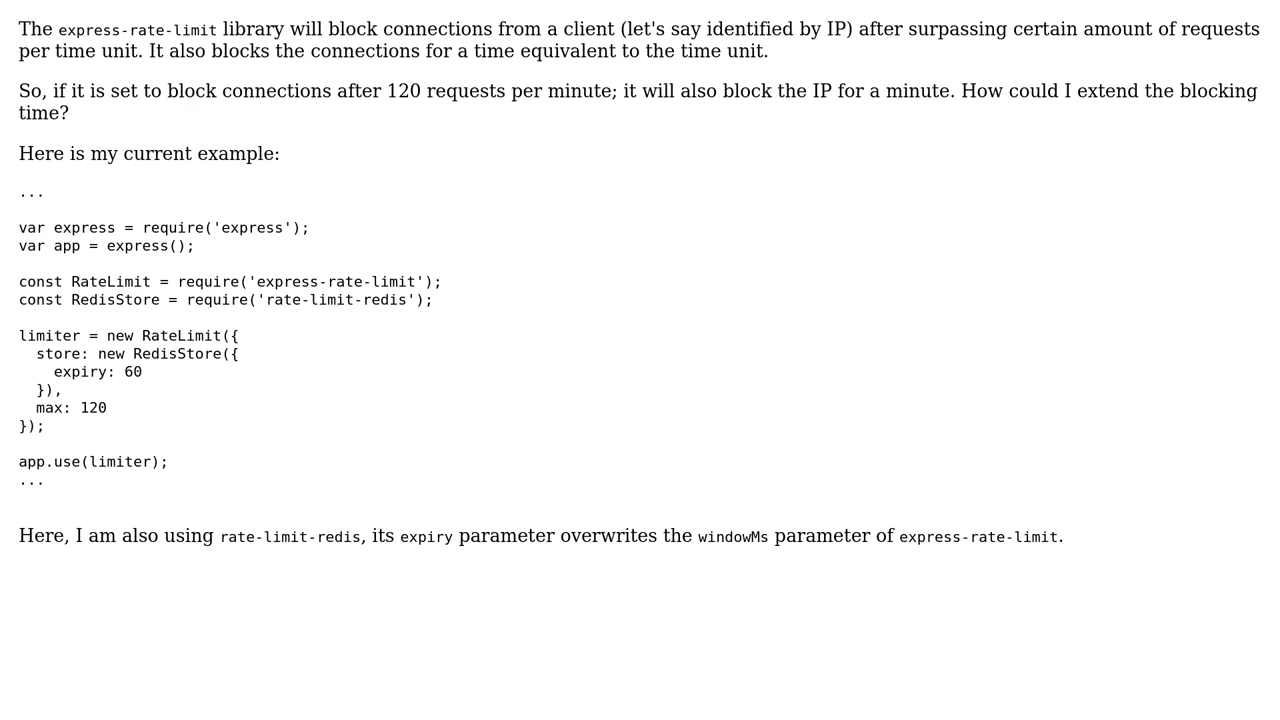 The express-rate-limit library will block connections from a client (let's say identified by IP) after surpassing certain amount of requests
per time unit. It also blocks the connections for a time equivalent to the time unit.
So, if it is set to block connections after 120 requests per minute; it will also block the IP for a minute. How could I extend the blocking
time?
Here is my current example:
...
var express = require('express');
var app = express();
const RateLimit = require('express-rate-limit');
const RedisStore = require('rate-limit-redis');
limiter = new RateLimit({
  store: new RedisStore({
    expiry: 60
  }),
  max: 120
});
app.use(limiter);
...
Here, I am also using rate-limit-redis, its expiry parameter overwrites the windowMs parameter of express-rate-limit.